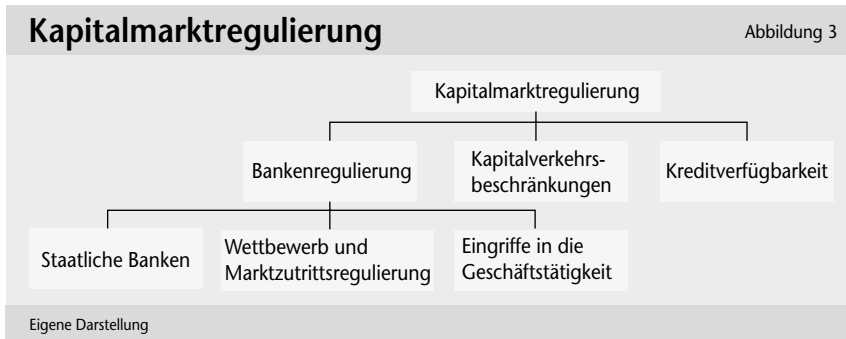 Kapitalmarktregulierung
Abbildung 3
Kapitalmarktregulierung
Bankenregulierung
Kapitalverkehrs-
beschränkungen
Kreditverfügbarkeit
Staatliche Banken
Wettbewerb und
Marktzutrittsregulierung
Eingriffe in die
Geschäftstätigkeit
Eigene Darstellung